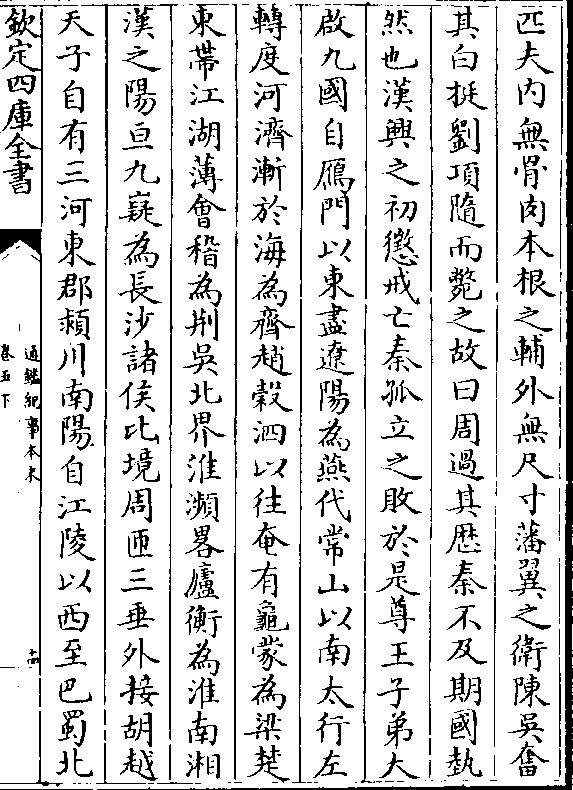 匹夫内無骨肉本根之輔外無尺寸藩翼之衛陳吳奮
其白挺劉項隨而斃之故曰周過其厯秦不及期國埶
然也漢興之初懲戒亡秦孤立之敗於是尊王子弟大
啟九國自鴈門以東盡遼陽為燕代常山以南太行左
轉度河濟漸於海為齊趙榖泗以往奄有龜蒙為梁楚
東帶江湖薄㑹稽為荆吳北界淮瀕畧廬衡為淮南湘
漢之陽亘九嶷為長沙諸侯比境周匝三垂外接胡越
天子自有三河東郡潁川南陽自江陵以西至巴蜀北
欽定四庫全書
通鑑紀事本末
卷五下
十四